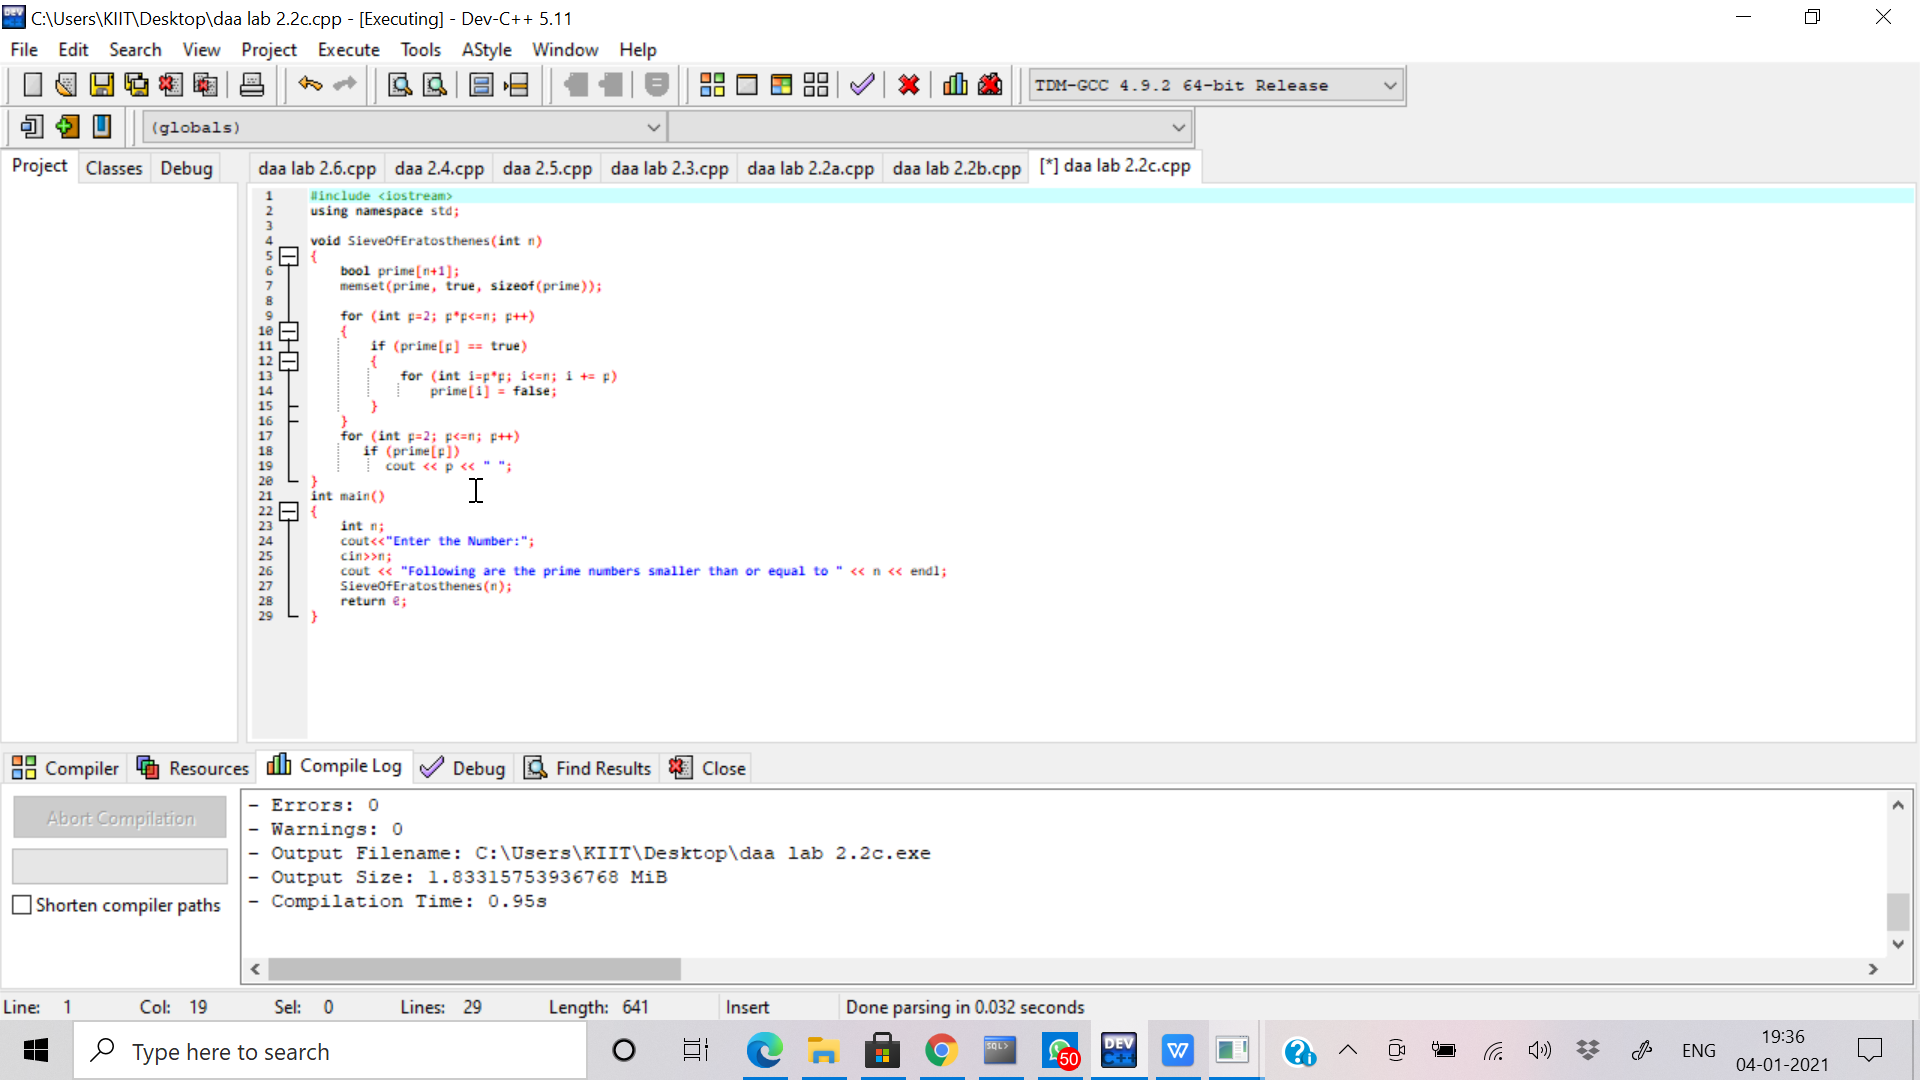 C:\Users\KIIT\Desktop\daa lab 2.2c.cpp - [Executing] - Dev-C++ 5.11
File Edit Search View Project Execute Tools AStyle Window Help
TDM-GCC 4.9.2 64-bit Release
(globals)
Project Classes Debug
daa lab 2.6.cpp daa 2.4.cpp daa 2.5.cpp daa lab 2.3.cpp daa lab 2.2a.cpp daa lab 2.2b.cpp [*] daa lab 2.2c.cpp
1 #include <iostream>
2 using namespace std;
3
4 void SieveOfEratosthenes(int n)
5 {
6 bool prime[n+1];
7 memset(prime, true, sizeof(prime));
8
9 for (int p=2; p*p<=n; p++)
10 {
11 if (prime[p] == true)
12 {
13 for (int i=p*p; i<=n; i += p)
14 prime[i] = false;
15 }
16 }
17 for (int p=2; p<=n; p++)
18 if (prime[p])
19 cout << p << " ";
20 }
21 int main()
22 {
23 int n;
24 cout<<"Enter the Number:";
25 cin>>n;
26 cout << "Following are the prime numbers smaller than or equal to " << n << endl;
27 SieveOfEratosthenes(n);
28 return 0;
29 }
Compiler Resources Compile Log Debug Find Results Close
Abort Compilation
Shorten compiler paths
- Errors: 0
- Warnings: 0
- Output Filename: C:\Users\KIIT\Desktop\daa lab 2.2c.exe
- Output Size: 1.83315753936768 MiB
- Compilation Time: 0.95s
Line: 1 Col: 19 Sel: 0 Lines: 29 Length: 641 Insert Done parsing in 0.032 seconds
Type here to search
SQL>
50
DEV
C++
W
ENG
19:36
04-01-2021